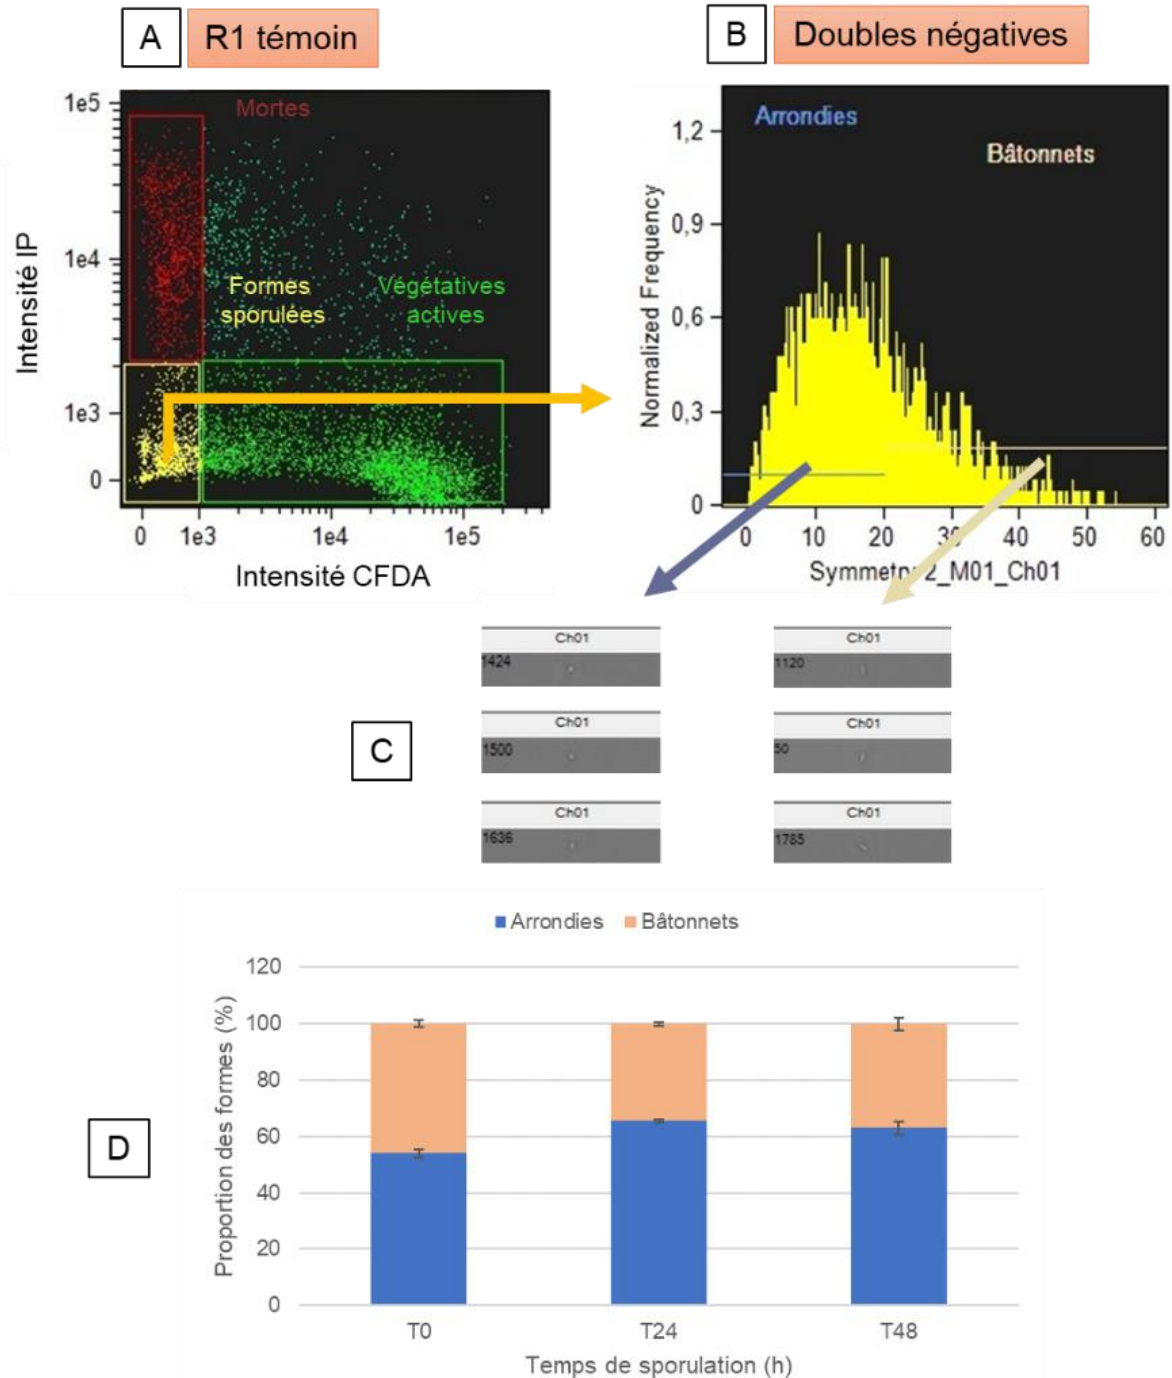 A
R1 témoin
B
Doubles négatives
Intensité IP
1e5
1e4
1e3
0
Mortes
Formes
sporulées
Végétatives
actives
0
1e3
1e4
1e5
Intensité CFDA
Normalized Frequency
1,2
0,9
0,6
0,3
0
Arrondies
Bâtonnets
0
10
20
30
40
50
60
2_M01_Ch01
C
Ch01
1424
Ch01
1500
Ch01
1636
Ch01
1120
Ch01
50
Ch01
1785
D
Arrondies
Bâtonnets
Proportion des formes (%)
120
100
80
60
40
20
0
T0
T24
T48
Temps de sporulation (h)